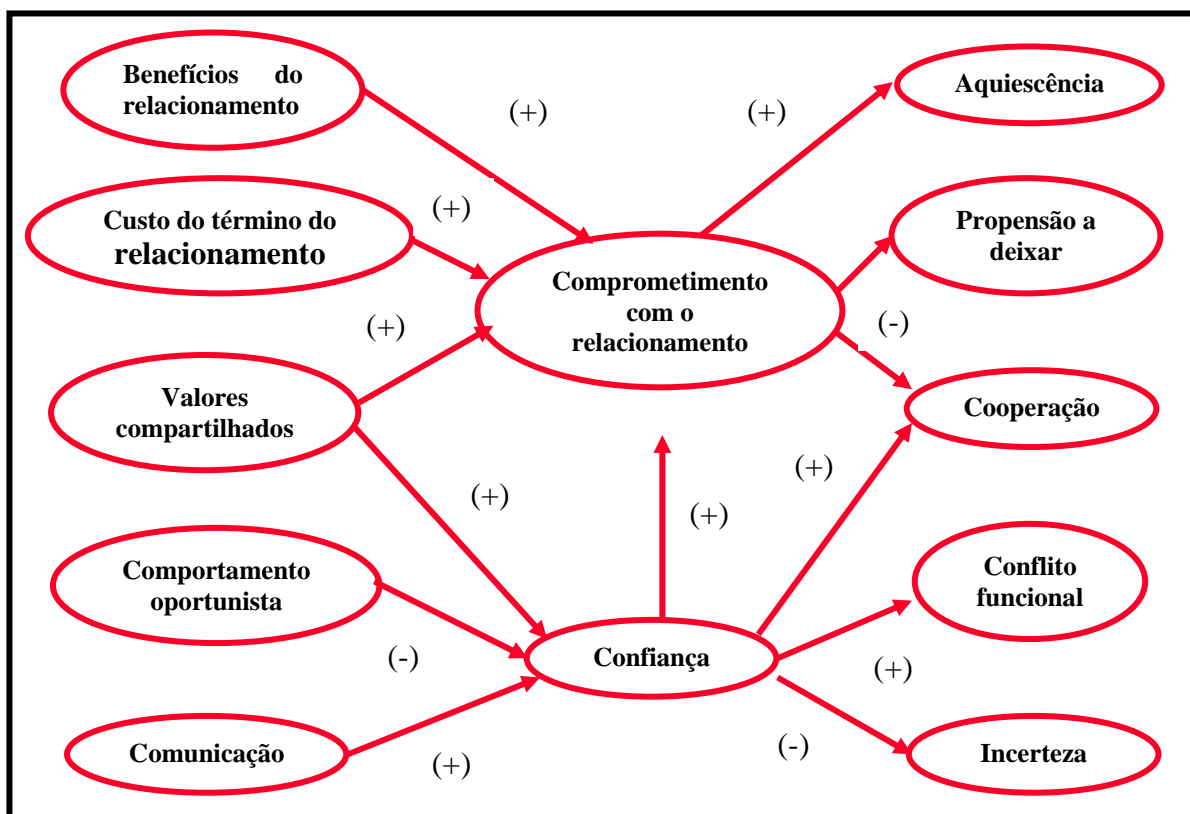 Benefícios do
relacionamento
(+)
(+)
Aquiescência
Custo do término do
relacionamento
(+)
Propensão a
deixar
Comprometimento
com o
relacionamento
(+)
(-)
Valores
compartilhados
Cooperação
(+)
(+)
(+)
Comportamento
oportunista
Conflito
funcional
(-)
Confiança
(+)
Comunicação
(+)
(-)
Incerteza